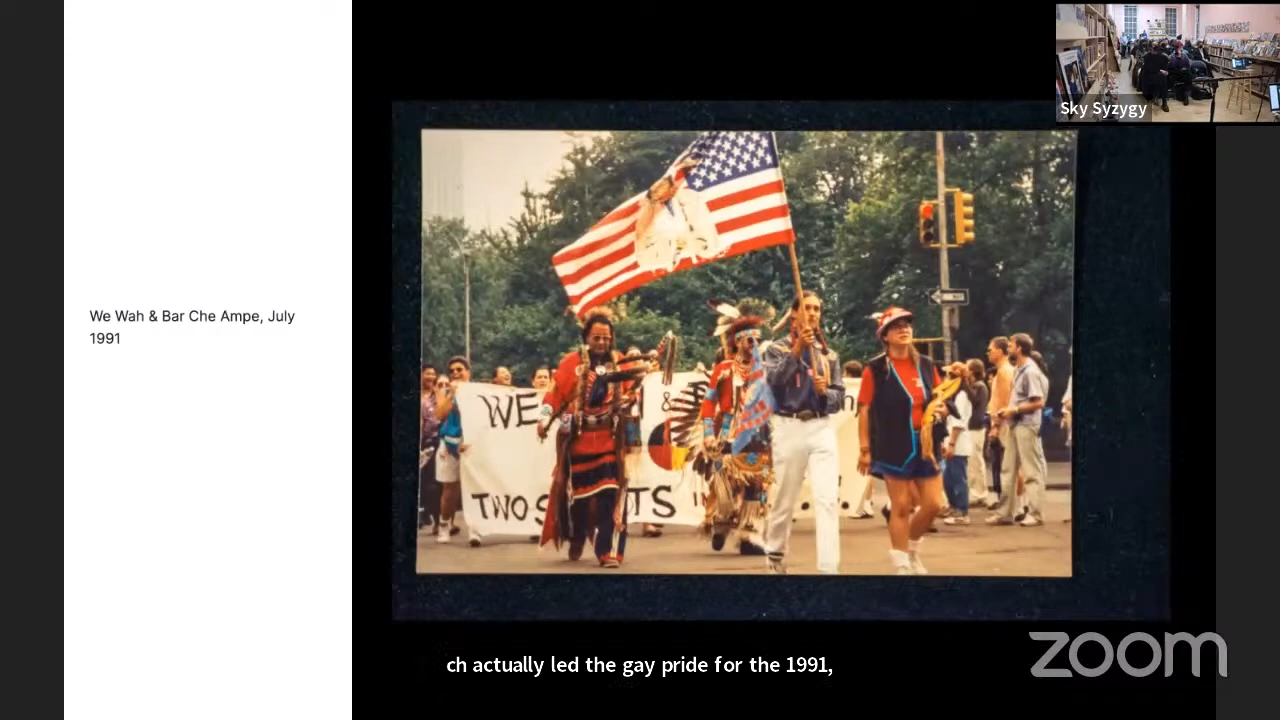 Sky Syzygy
We Wah & Bar Che Ampe, July
1991
WE &
TWO S TS
ch actually led the gay pride for the 1991,
zoom